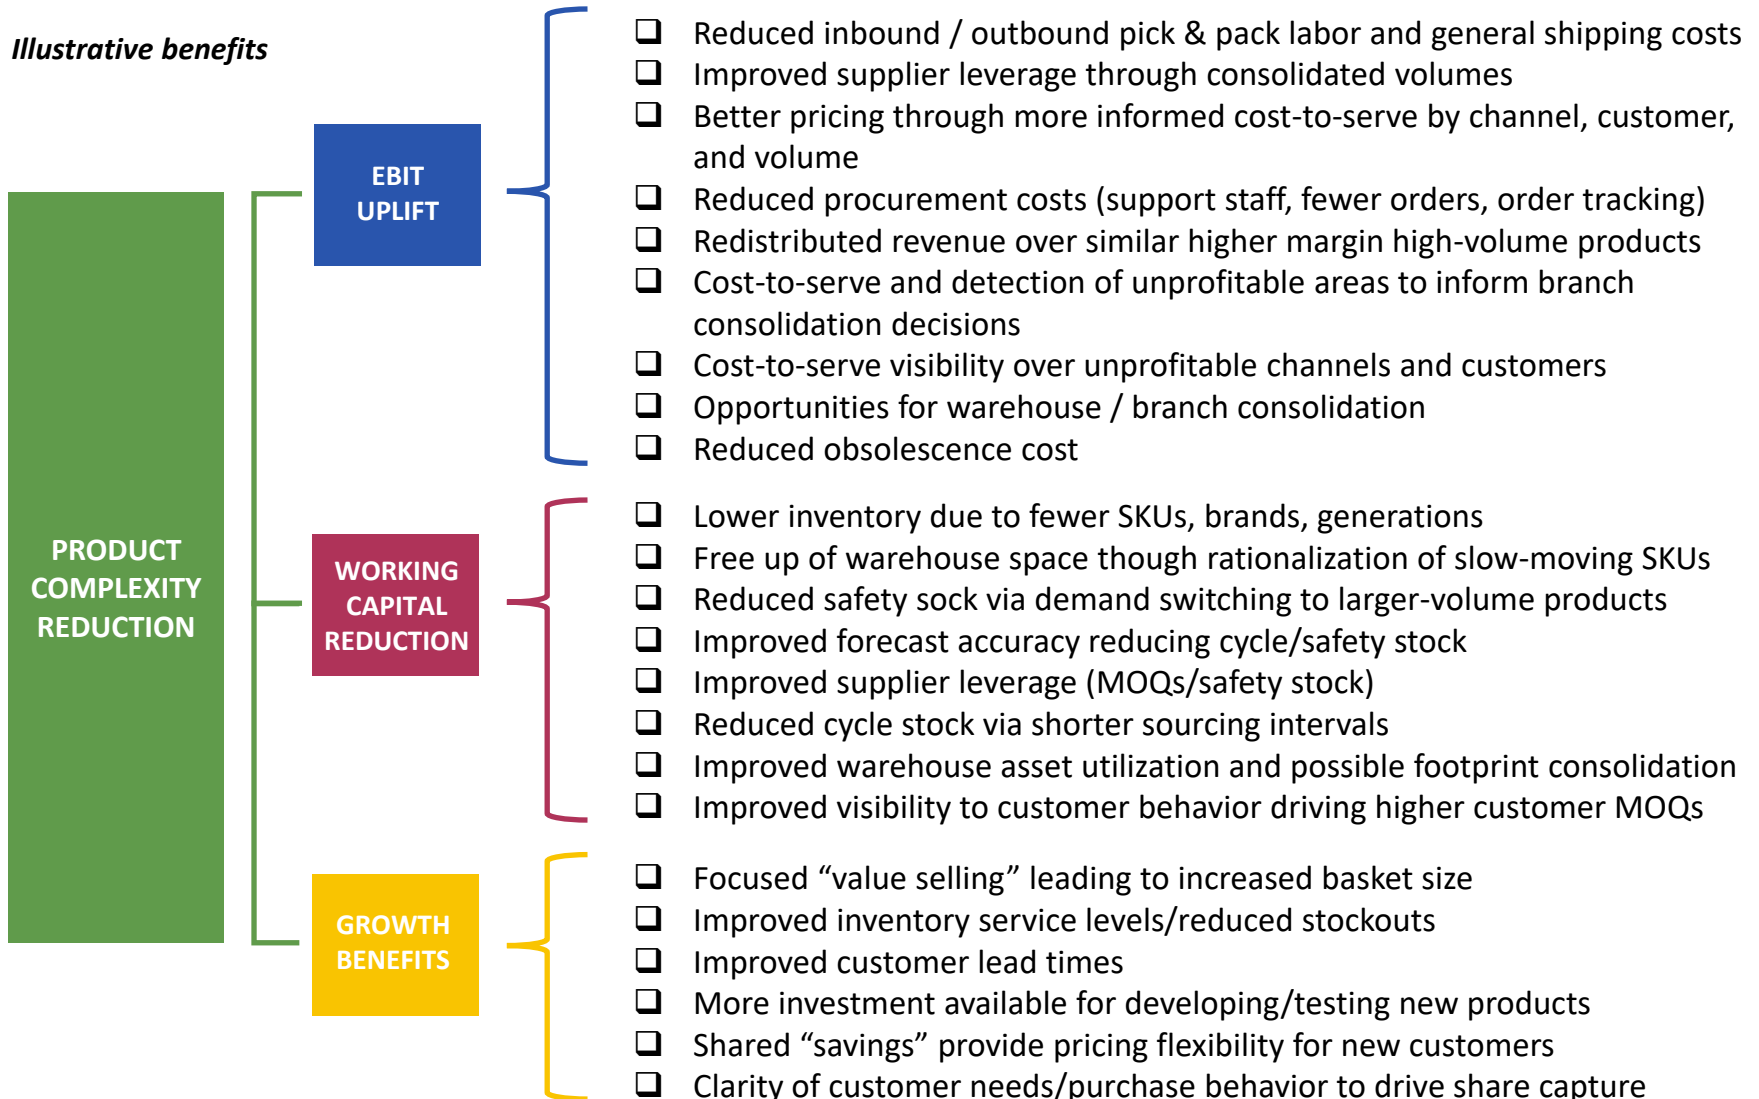 Illustrative benefits
PRODUCT
COMPLEXITY
REDUCTION
EBIT
UPLIFT
❑ Reduced inbound / outbound pick & pack labor and general shipping costs
❑ Improved supplier leverage through consolidated volumes
❑ Better pricing through more informed cost-to-serve by channel, customer,
and volume
❑ Reduced procurement costs (support staff, fewer orders, order tracking)
❑ Redistributed revenue over similar higher margin high-volume products
❑ Cost-to-serve and detection of unprofitable areas to inform branch
consolidation decisions
❑ Cost-to-serve visibility over unprofitable channels and customers
❑ Opportunities for warehouse / branch consolidation
❑ Reduced obsolescence cost
WORKING
CAPITAL
REDUCTION
❑ Lower inventory due to fewer SKUs, brands, generations
❑ Free up of warehouse space though rationalization of slow-moving SKUs
❑ Reduced safety sock via demand switching to larger-volume products
❑ Improved forecast accuracy reducing cycle/safety stock
❑ Improved supplier leverage (MOQs/safety stock)
❑ Reduced cycle stock via shorter sourcing intervals
❑ Improved warehouse asset utilization and possible footprint consolidation
❑ Improved visibility to customer behavior driving higher customer MOQs
GROWTH
BENEFITS
❑ Focused “value selling” leading to increased basket size
❑ Improved inventory service levels/reduced stockouts
❑ Improved customer lead times
❑ More investment available for developing/testing new products
❑ Shared “savings” provide pricing flexibility for new customers
❑ Clarity of customer needs/purchase behavior to drive share capture